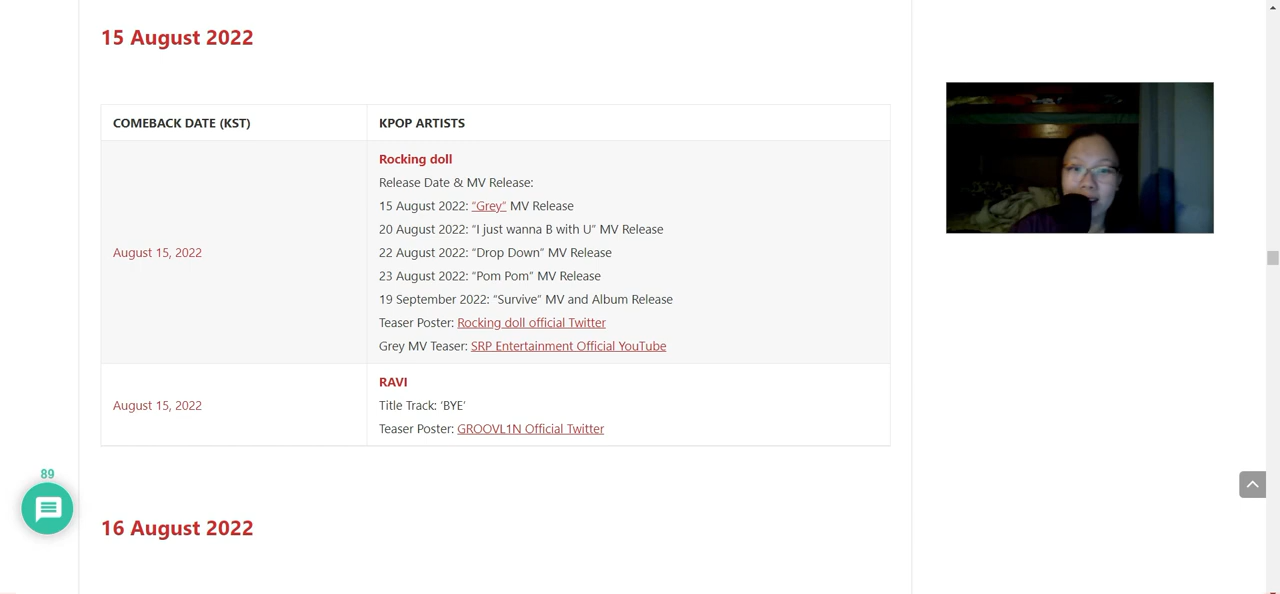 15 August 2022
COMEBACK DATE (KST)
KPOP ARTISTS
August 15, 2022
Rocking doll
Release Date & MV Release:
15 August 2022: “Grey” MV Release
20 August 2022: “I just wanna B with U” MV Release
22 August 2022: “Drop Down” MV Release
23 August 2022: “Pom Pom” MV Release
19 September 2022: “Survive” MV and Album Release
Teaser Poster: Rocking doll official Twitter
Grey MV Teaser: SRP Entertainment Official YouTube
August 15, 2022
RAVI
Title Track: ‘BYE’
Teaser Poster: GROOVL1N Official Twitter
89
16 August 2022